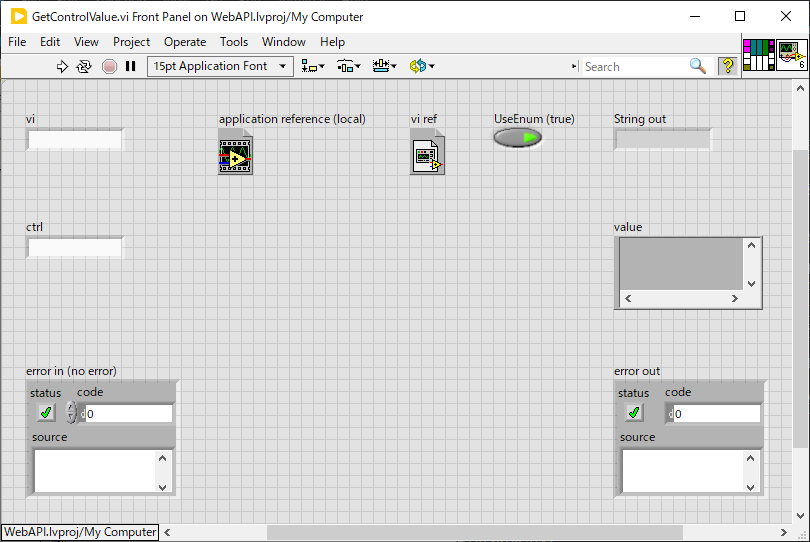 GetControlValue.vi Front Panel on WebAPI.lvproj/My Computer
File Edit View Project Operate Tools Window Help
15pt Application Font Search ? 6
vi application reference (local) vi ref UseEnum (true) String out
ctrl value
error in (no error) error out
status code status code
d 0 d 0
source source
WebAPI.lvproj/My Computer